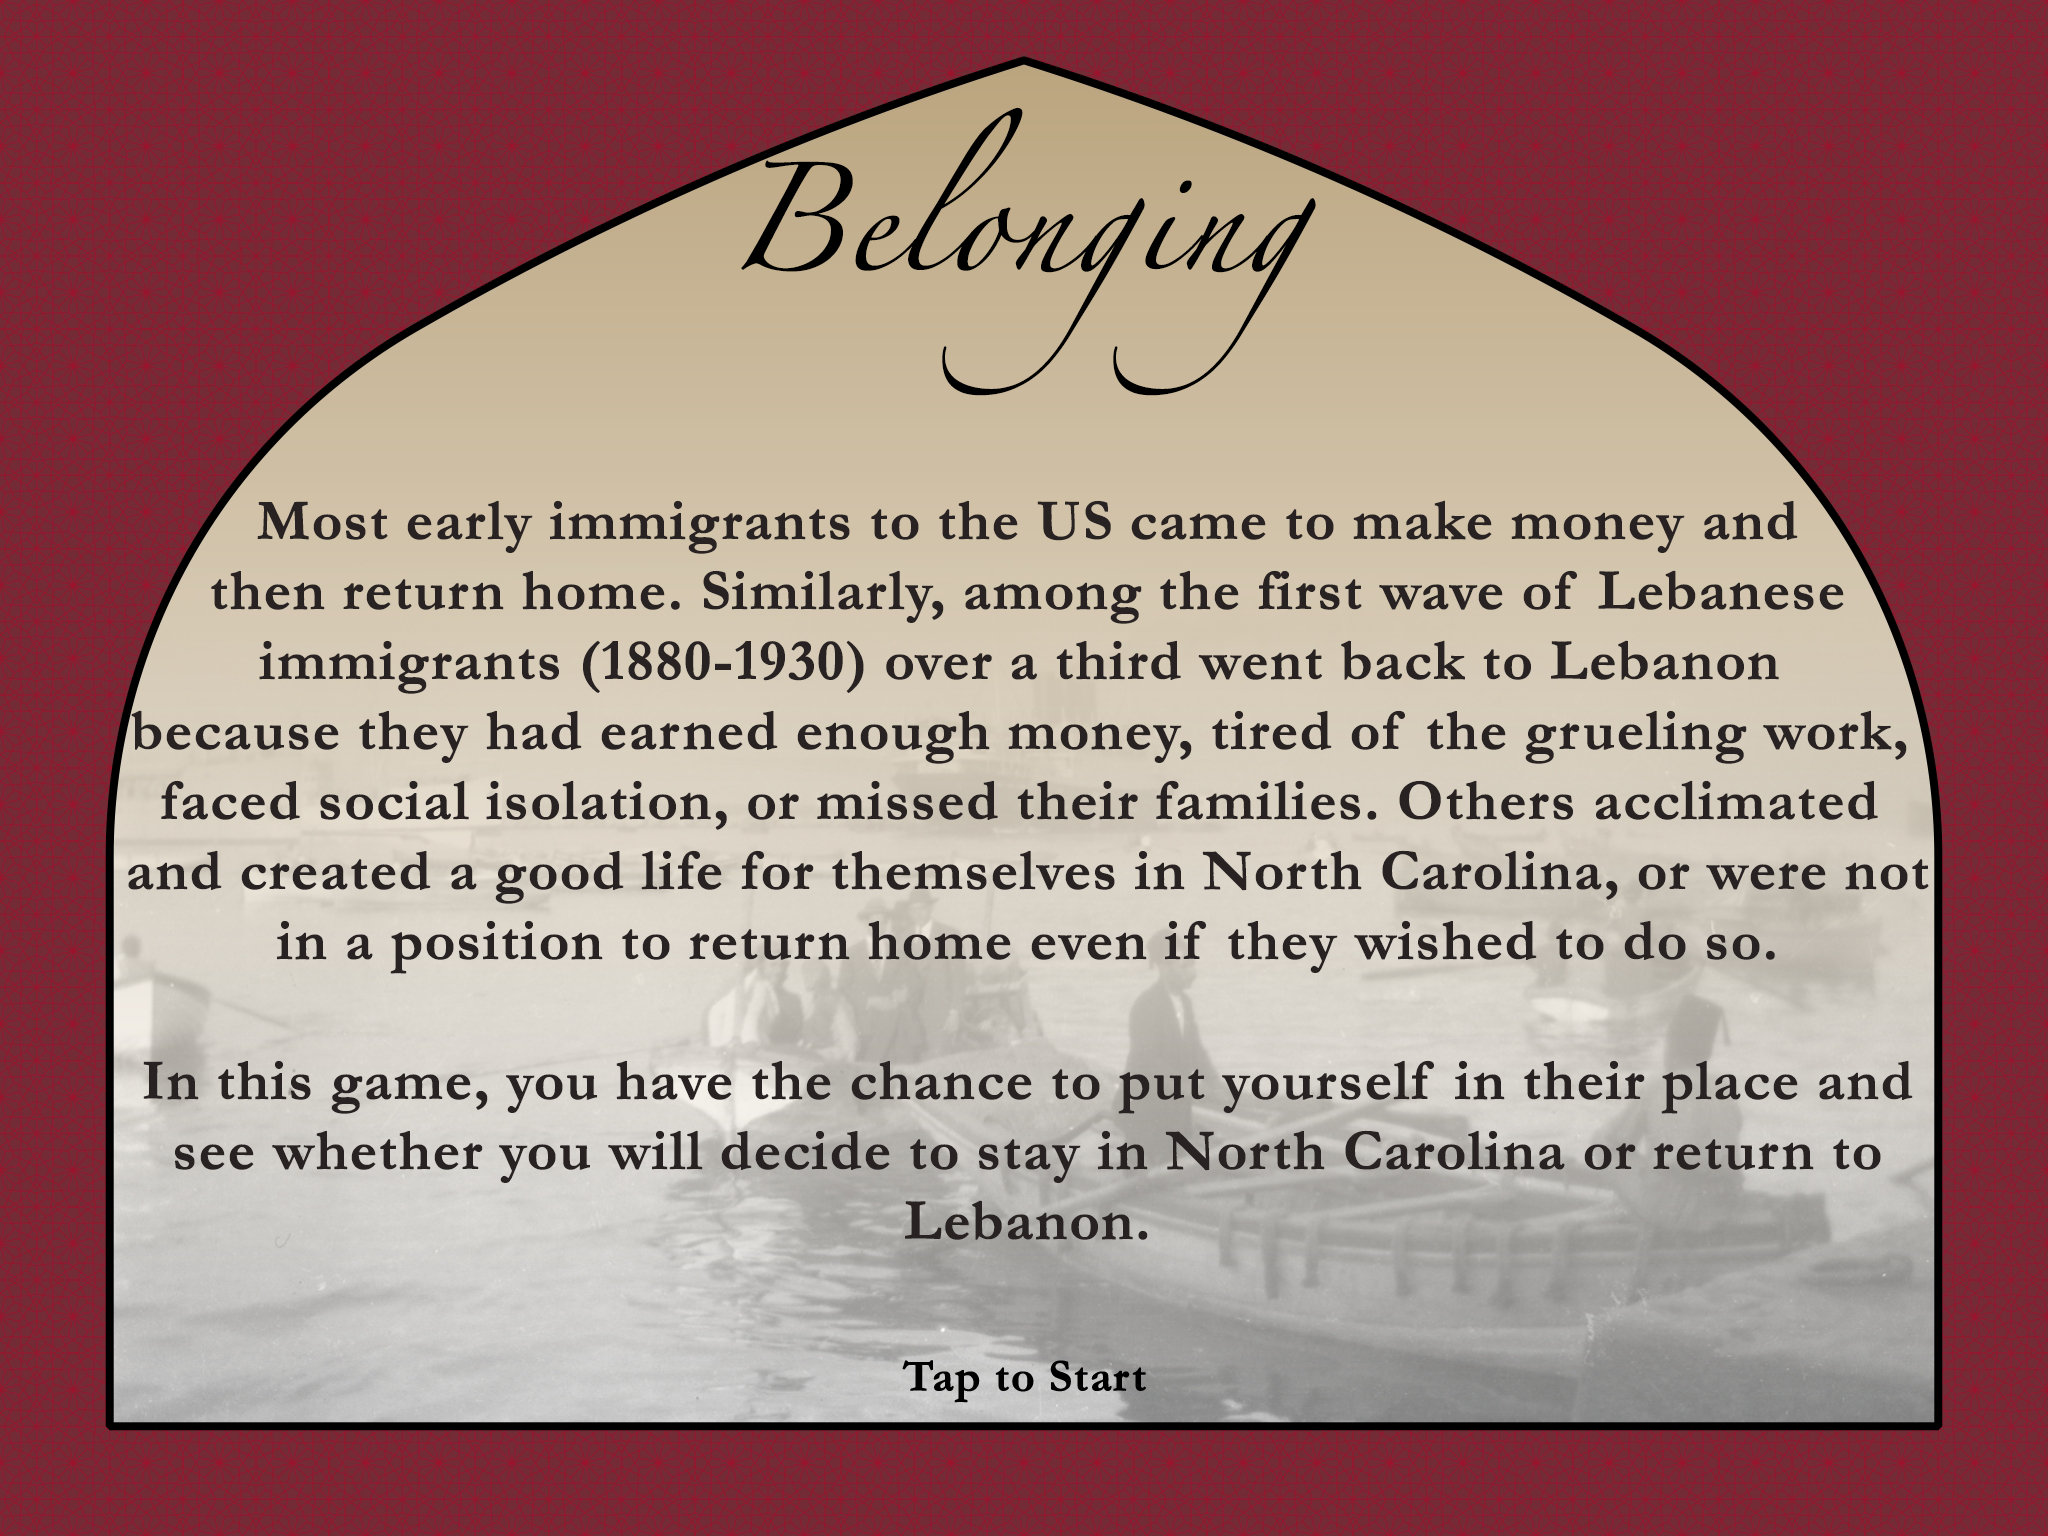 Belonging
Most early immigrants to the US came to make money and
then return home. Similarly, among the first wave of Lebanese
immigrants (1880-1930) over a third went back to Lebanon
because they had earned enough money, tired of the grueling work,
faced social isolation, or missed their families. Others acclimated
and created a good life for themselves in North Carolina, or were not
in a position to return home even if they wished to do so.
In this game, you have the chance to put yourself in their place and
see whether you will decide to stay in North Carolina or return to
Lebanon.
Tap to Start